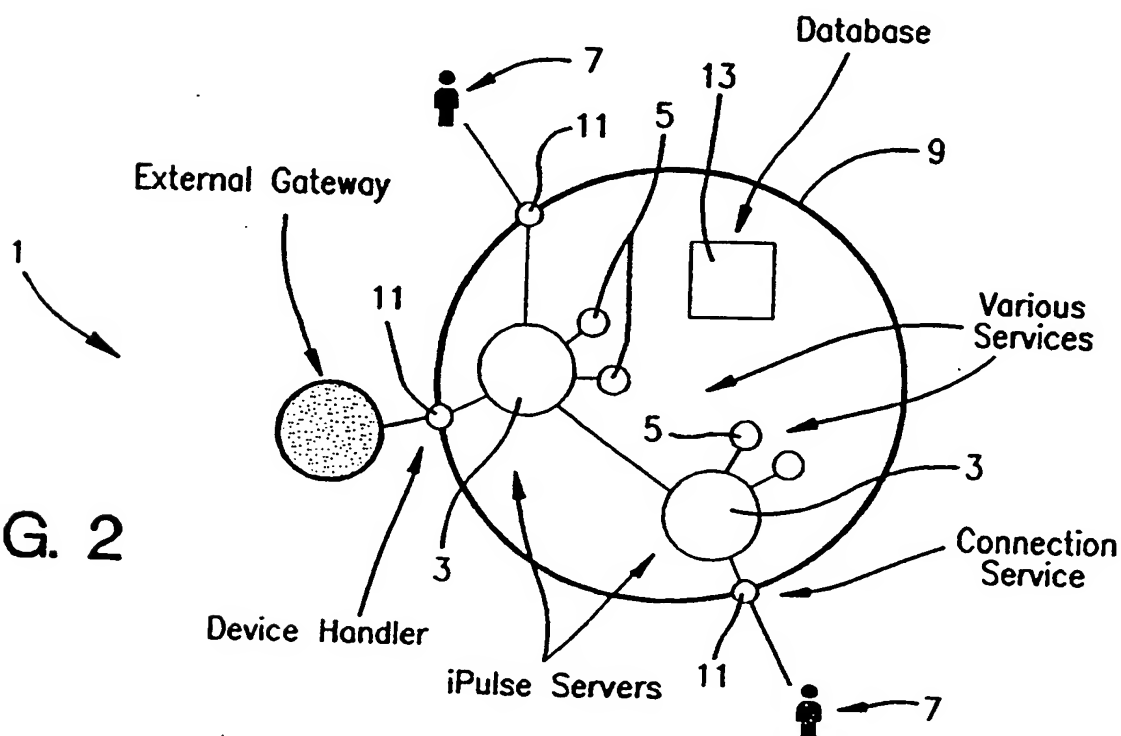 Database
7
13
5
11
9
External Gateway
1
11
Various
Services
5
3
G. 2
3
Connection
Service
Device Handler
iPulse Servers
11
7